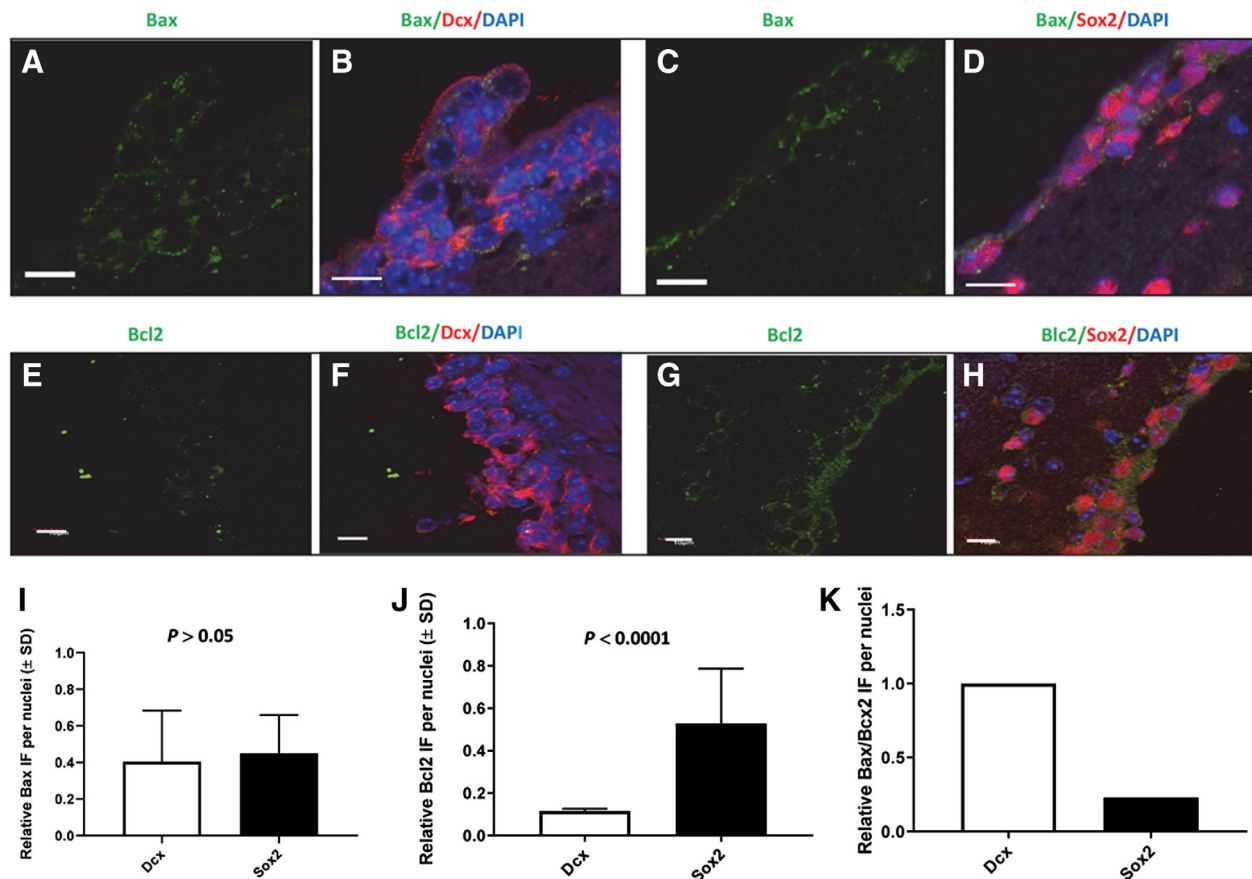 Bax
Bax/Dcx/DAPI
Bax
Bax/Sox2/DAPI
A
B
C
D
Bcl2
Bcl2/Dcx/DAPI
Bcl2
Blc2/Sox2/DAPI
E
F
G
H
I
Relative Bax IF per nuclei (± SD)
P > 0.05
1.0
0.8
0.6
0.4
0.2
0.0
Dcx
Sox2
J
Relative Bcl2 IF per nuclei (± SD)
P < 0.0001
1.0
0.8
0.6
0.4
0.2
0.0
Dcx
Sox2
K
Relative Bax/Bcx2 IF per nuclei
1.5
1.0
0.5
0.0
Dcx
Sox2